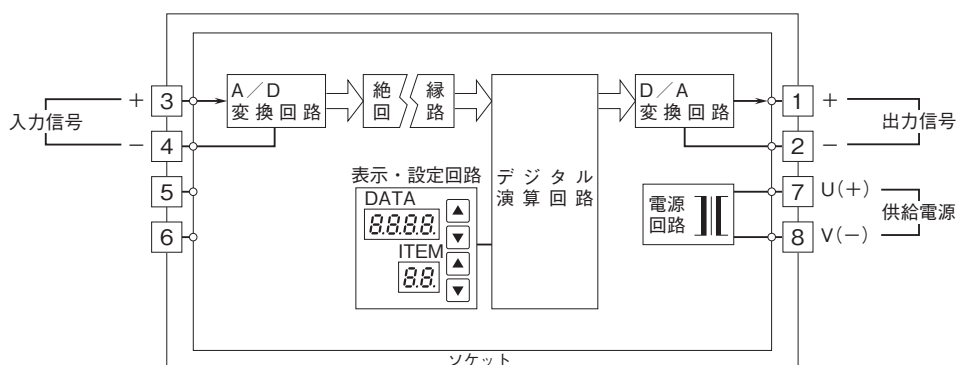 入力信号
+ 3
− 4
5
6
A／D
変換回路
絶縁
回路
デジタル
演算回路
D／A
変換回路
1 +
2 −
出力信号
表示・設定回路
DATA
8.8.8.8.
▲
▼
ITEM
8.8.
▲
▼
電源
回路
7 U(+)
8 V(−)
供給電源
ソケット